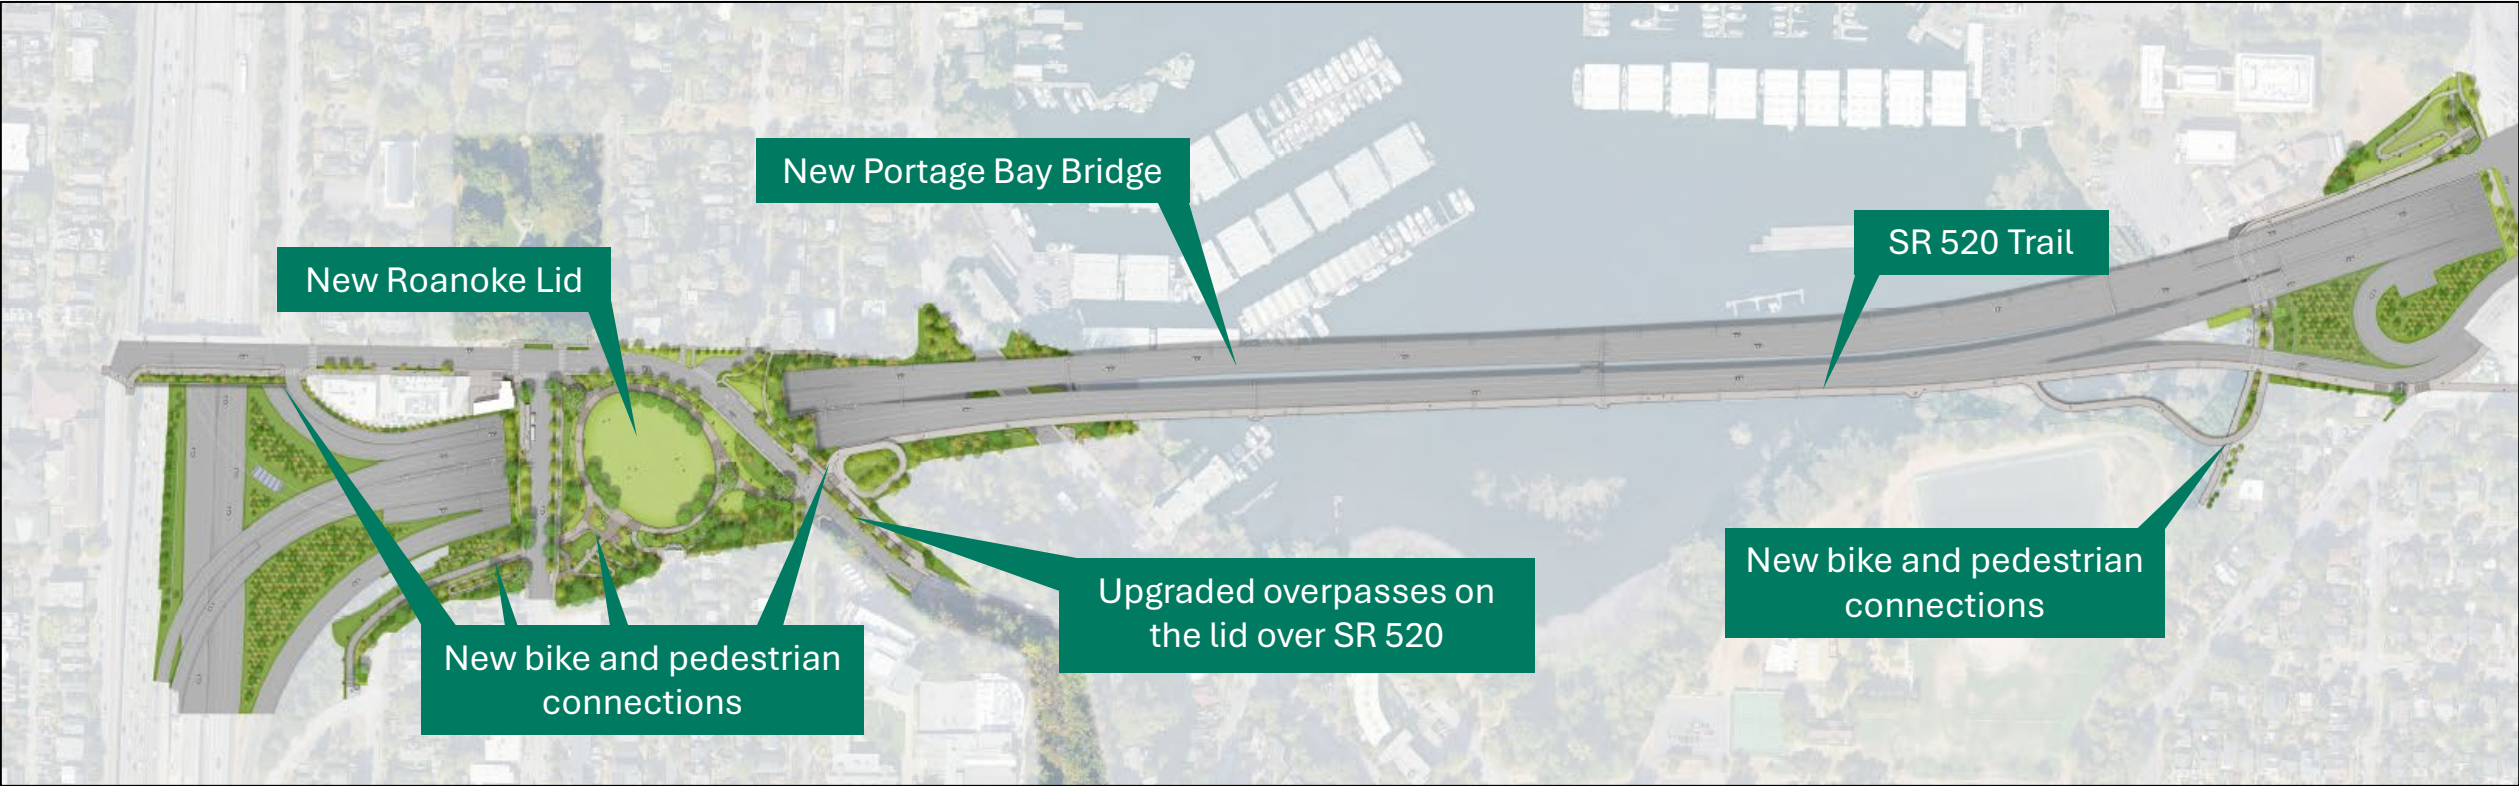 New Portage Bay Bridge
SR 520 Trail
New Roanoke Lid
New bike and pedestrian
connections
Upgraded overpasses on
the lid over SR 520
New bike and pedestrian
connections